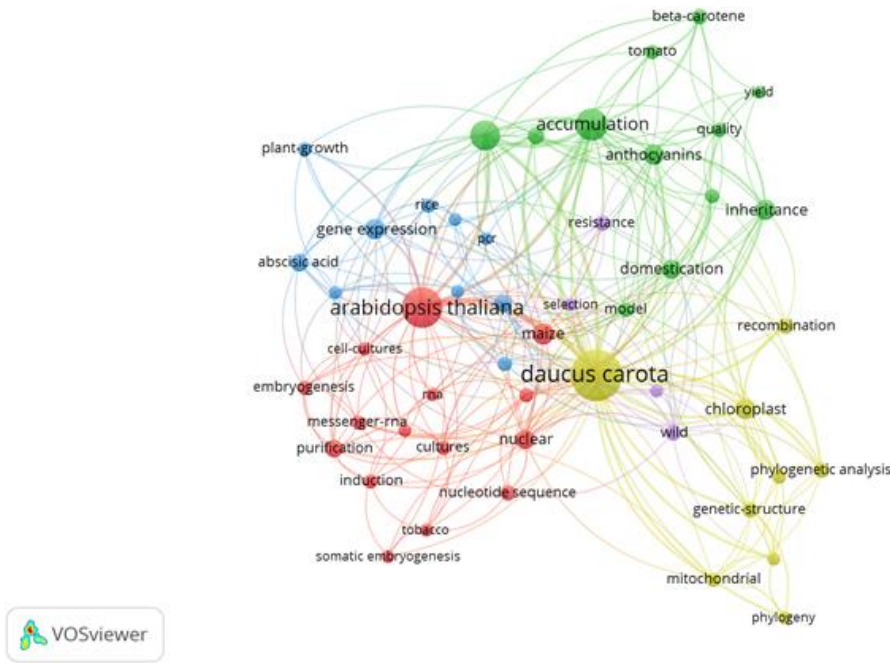 beta-carotene
tomato
yield
accumulation
quality
plant-growth
anthocyanins
rice
inheritance
resistance
gene expression
pcr
abscisic acid
domestication
selection
arabidopsis thaliana
model
recombination
maize
cell-cultures
daucus carota
embryogenesis
rna
chloroplast
messenger-rna
wild
nuclear
purification
cultures
phylogenetic analysis
induction
nucleotide sequence
genetic-structure
tobacco
somatic embryogenesis
mitochondrial
phylogeny
VOSviewer